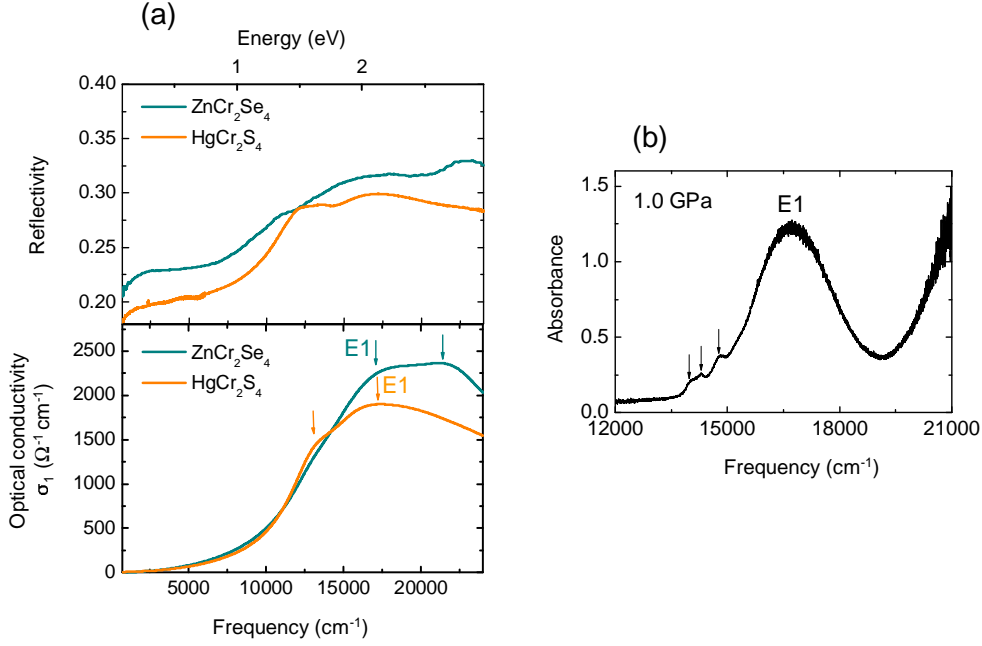 (a)
Energy (eV)
1 2
0.40
0.35
0.30
0.25
0.20
Reflectivity
ZnCr₂Se₄
HgCr₂S₄
2500
2000
1500
1000
500
0
Optical conductivity
σ₁ (Ω⁻¹ cm⁻¹)
ZnCr₂Se₄
HgCr₂S₄
E1
E1
5000 10000 15000 20000
Frequency (cm⁻¹)
(b)
1.5
1.0
0.5
0.0
Absorbance
1.0 GPa
E1
12000 15000 18000 21000
Frequency (cm⁻¹)